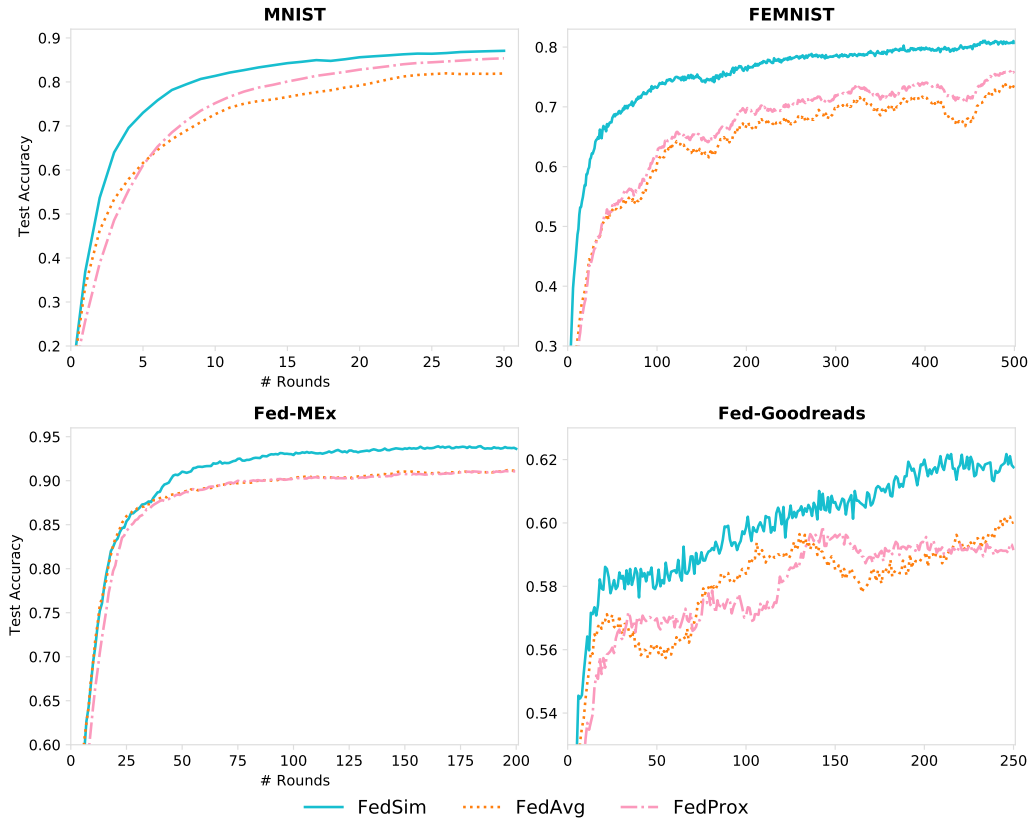 MNIST
0.9
0.8
0.7
0.6
0.5
0.4
0.3
0.2
Test Accuracy
0 5 10 15 20 25 30
# Rounds
FEMNIST
0.8
0.7
0.6
0.5
0.4
0.3
0 100 200 300 400 500
Fed-MEx
0.95
0.90
0.85
0.80
0.75
0.70
0.65
0.60
Test Accuracy
0 25 50 75 100 125 150 175 200
# Rounds
Fed-Goodreads
0.62
0.60
0.58
0.56
0.54
0 50 100 150 200 250
FedSim FedAvg FedProx